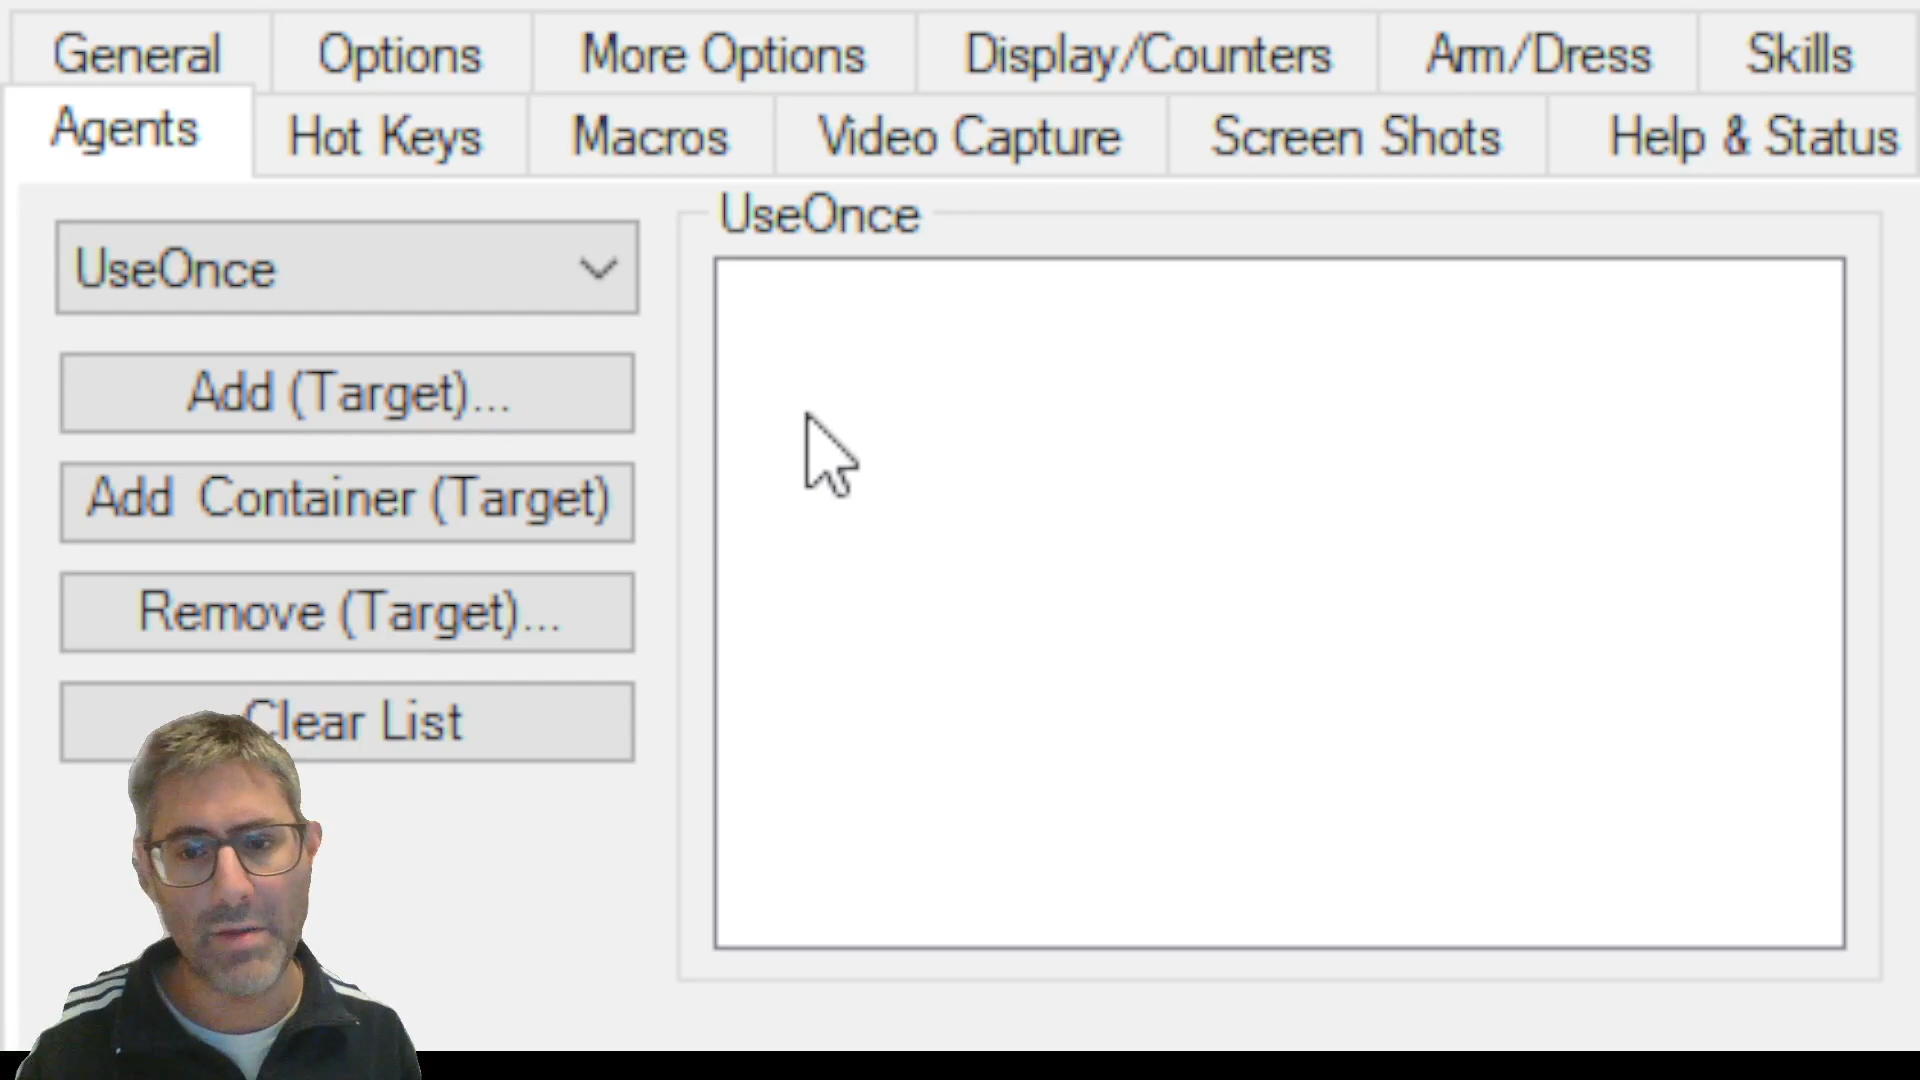 General Options More Options Display/Counters Arm/Dress Skills
Agents Hot Keys Macros Video Capture Screen Shots Help & Status
UseOnce
UseOnce
Add (Target)...
Add Container (Target)
Remove (Target)...
Clear List